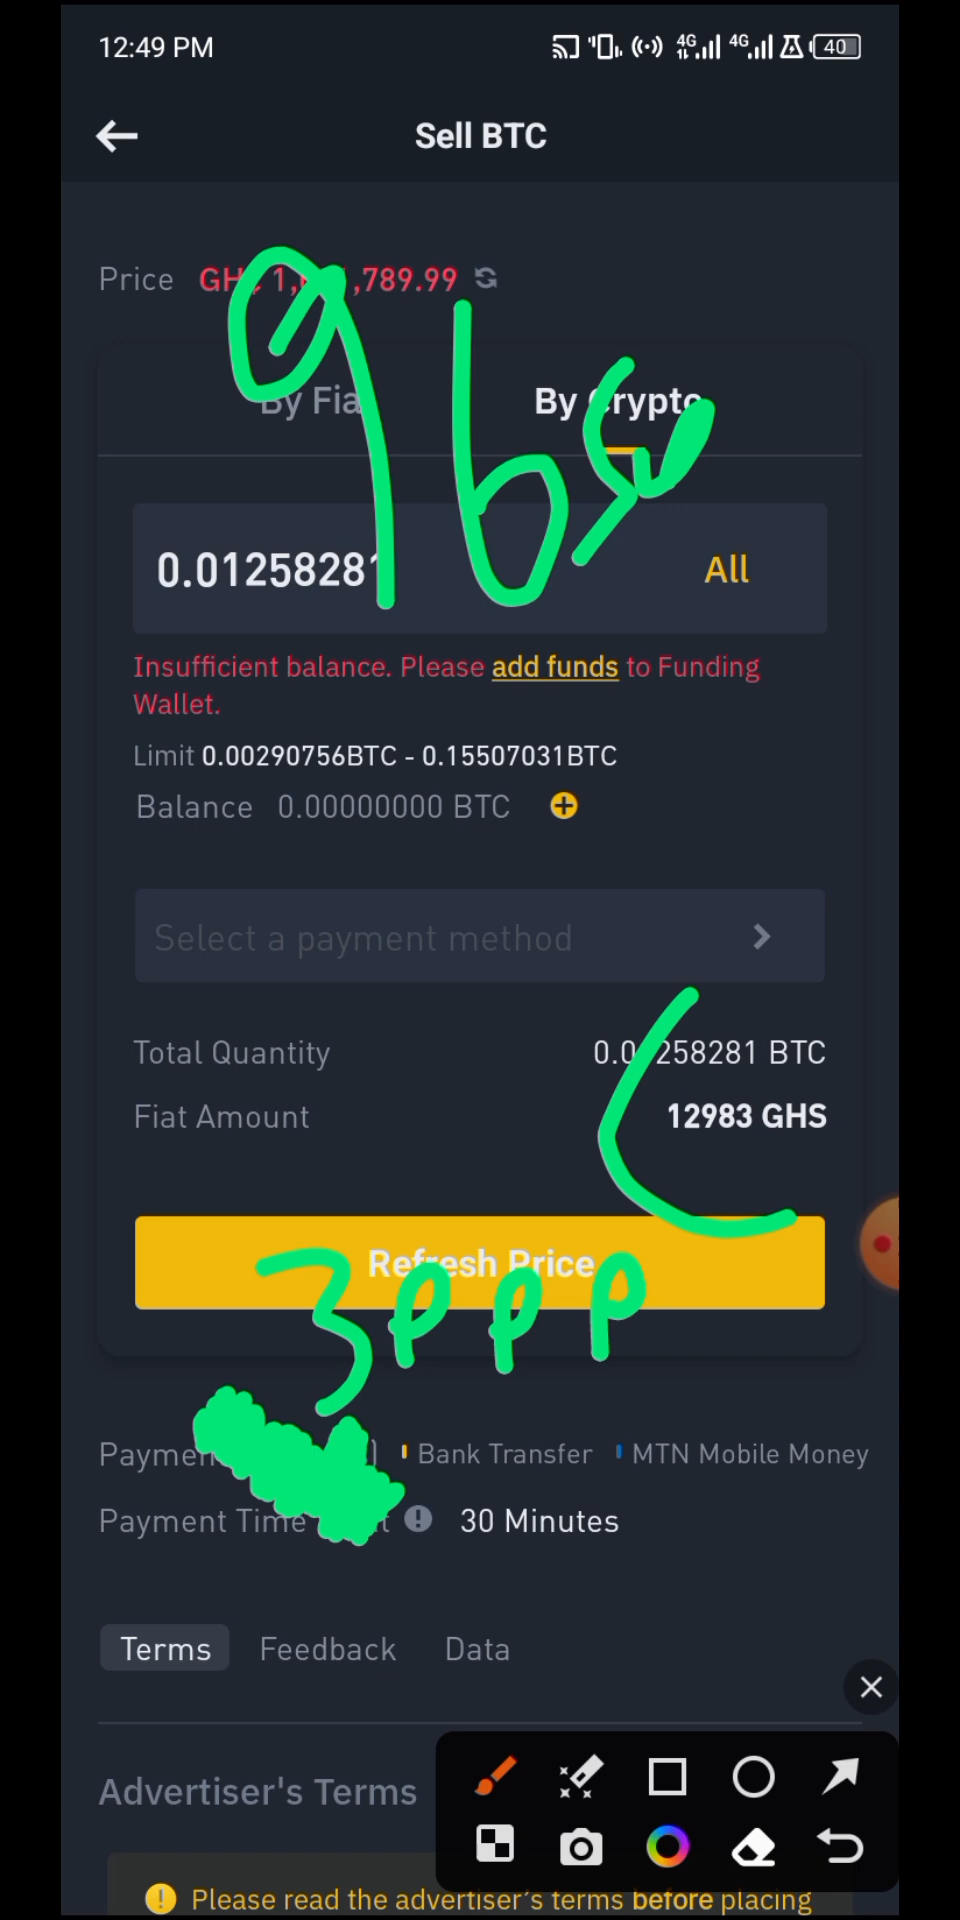 12:49 PM 4G 4G 40
Sell BTC
Price ,789.99
By Crypto
0.0125828
All
Insufficient balance. Please add funds to Funding
Wallet.
Limit 0.00290756BTC - 0.15507031BTC
Balance 0.00000000 BTC
Select a payment method
Total Quantity 258281 BTC
Fiat Amount 12983 GHS
Refresh Price
Bank Transfer MTN Mobile Money
Payment Time 30 Minutes
Terms Feedback Data
Advertiser's Terms
Please read the advertiser's terms before placing